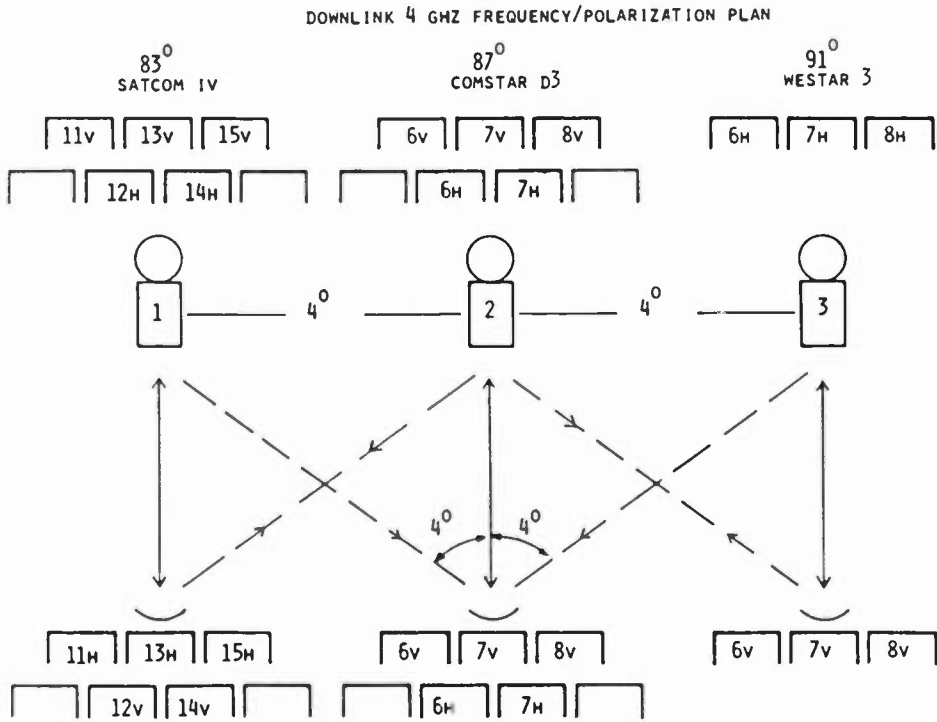 DOWNLINK 4 GHZ FREQUENCY/POLARIZATION PLAN
83° 87° 91°
SATCOM IV COMSTAR D3 WESTAR 3
11V 13V 15V 6V 7V 8V 6H 7H 8H
12H 14H 6H 7H
1 4° 2 4° 3
4° 4°
11H 13H 15H 6V 7V 8V 6V 7V 8V
12V 14V 6H 7H